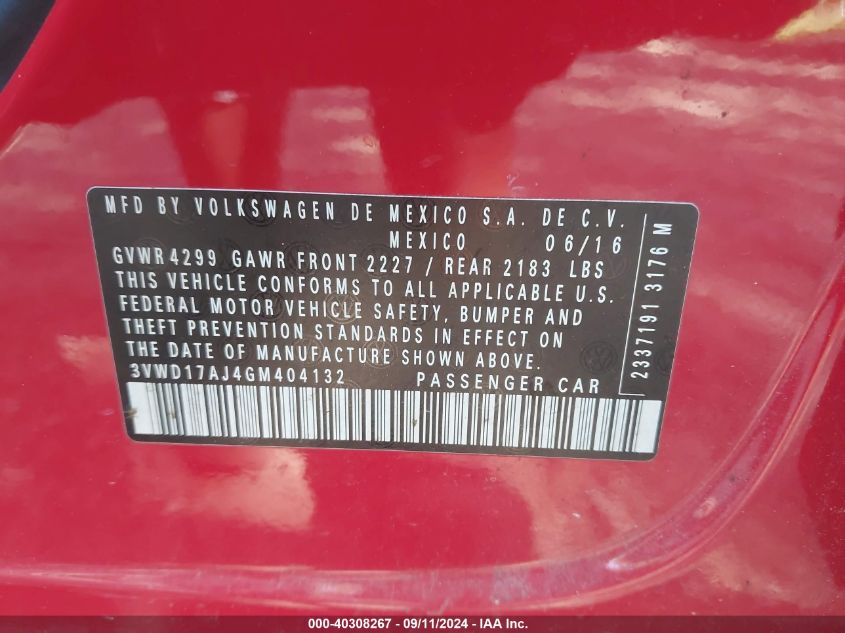 MFD BY VOLKSWAGEN DE MEXICO S.A. DE C.V.
MEXICO 06/16
GVWR 4299 GAWR FRONT 2227 / REAR 2183 LBS
THIS VEHICLE CONFORMS TO ALL APPLICABLE U.S.
FEDERAL MOTOR VEHICLE SAFETY, BUMPER AND
THEFT PREVENTION STANDARDS IN EFFECT ON
THE DATE OF MANUFACTURE SHOWN ABOVE.
3VWD17AJ4GM404132 PASSENGER CAR
2337191 3176 M
000-40308267 - 09/11/2024 - IAA Inc.